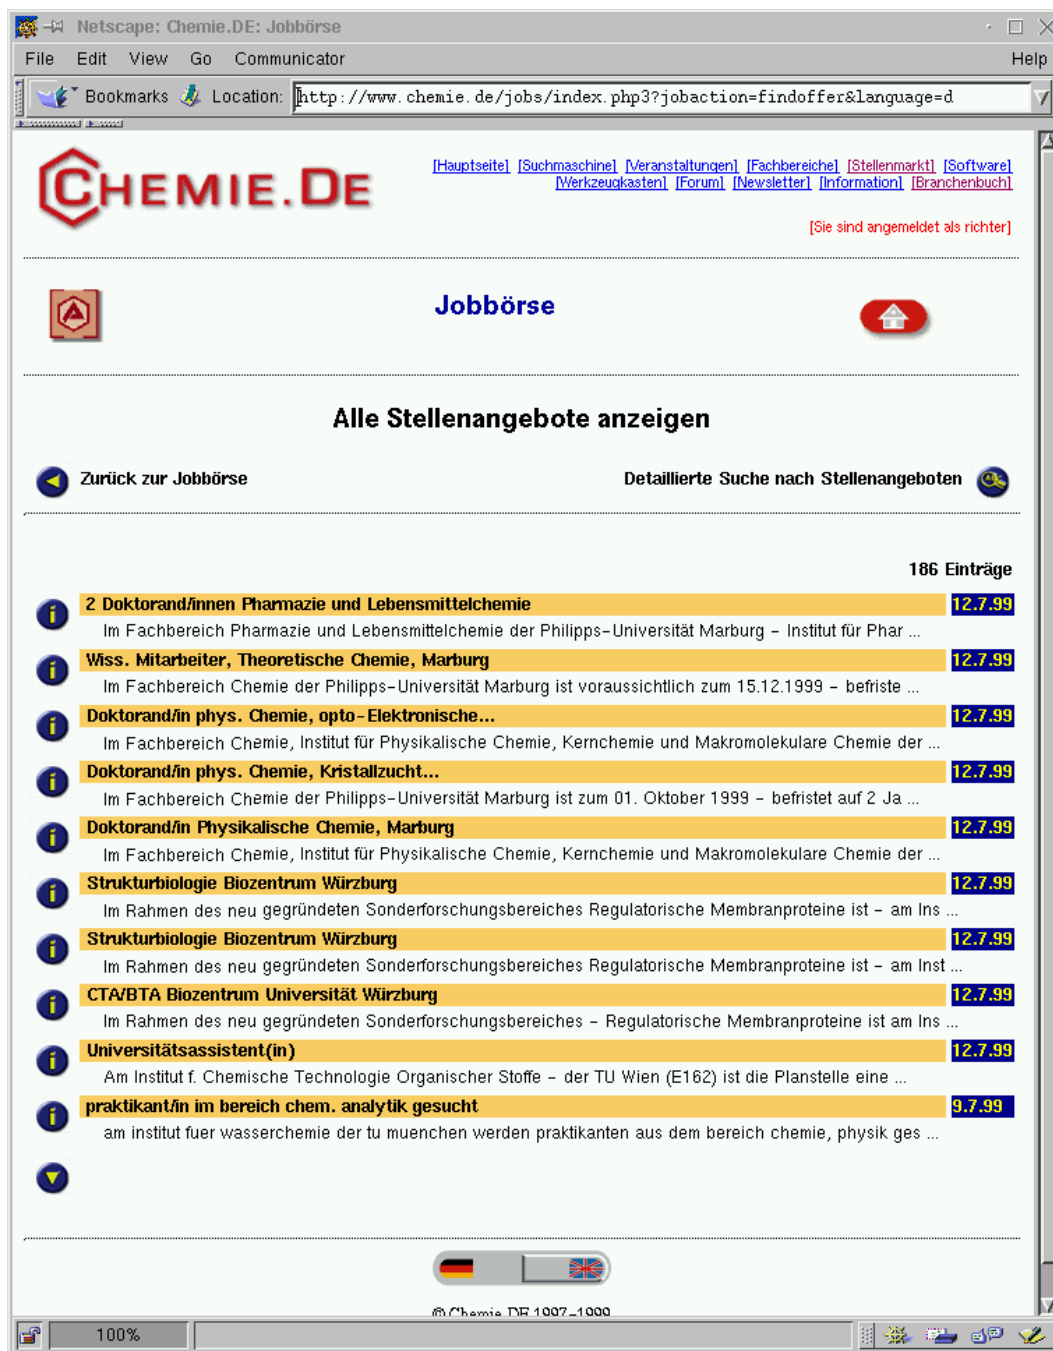 Netscape: Chemie.DE: Jobbörse
File Edit View Go Communicator Help
Bookmarks Location: http://www.chemie.de/jobs/index.php3?jobaction=findoffer&language=d
CHEMIE.DE
[Hauptseite] [Suchmaschine] [Veranstaltungen] [Fachbereiche] [Stellenmarkt] [Software]
[Werkzeugkasten] [Forum] [Newsletter] [Information] [Branchenbuch]
[Sie sind angemeldet als richter]
Jobbörse
Alle Stellenangebote anzeigen
Zurück zur Jobbörse Detaillierte Suche nach Stellenangeboten
186 Einträge
2 Doktorand/innen Pharmazie und Lebensmittelchemie 12.7.99
Im Fachbereich Pharmazie und Lebensmittelchemie der Philipps-Universität Marburg - Institut für Phar ...
Wiss. Mitarbeiter, Theoretische Chemie, Marburg 12.7.99
Im Fachbereich Chemie der Philipps-Universität Marburg ist voraussichtlich zum 15.12.1999 - befriste ...
Doktorand/in phys. Chemie, opto-Elektronische... 12.7.99
Im Fachbereich Chemie, Institut für Physikalische Chemie, Kernchemie und Makromolekulare Chemie der ...
Doktorand/in phys. Chemie, Kristallzucht... 12.7.99
Im Fachbereich Chemie der Philipps-Universität Marburg ist zum 01. Oktober 1999 - befristet auf 2 Ja ...
Doktorand/in Physikalische Chemie, Marburg 12.7.99
Im Fachbereich Chemie, Institut für Physikalische Chemie, Kernchemie und Makromolekulare Chemie der ...
Strukturbiologie Biozentrum Würzburg 12.7.99
Im Rahmen des neu gegründeten Sonderforschungsbereiches Regulatorische Membranproteine ist - am Ins ...
Strukturbiologie Biozentrum Würzburg 12.7.99
Im Rahmen des neu gegründeten Sonderforschungsbereiches Regulatorische Membranproteine ist - am Inst ...
CTA/BTA Biozentrum Universität Würzburg 12.7.99
Im Rahmen des neu gegründeten Sonderforschungsbereiches - Regulatorische Membranproteine ist am Ins ...
Universitätsassistent(in) 12.7.99
Am Institut f. Chemische Technologie Organischer Stoffe - der TU Wien (E162) ist die Planstelle eine ...
praktikant/in im bereich chem. analytik gesucht 9.7.99
am institut fuer wasserchemie der tu muenchen werden praktikanten aus dem bereich chemie, physik ges ...
© Chemie.DE 1997-1999
100%